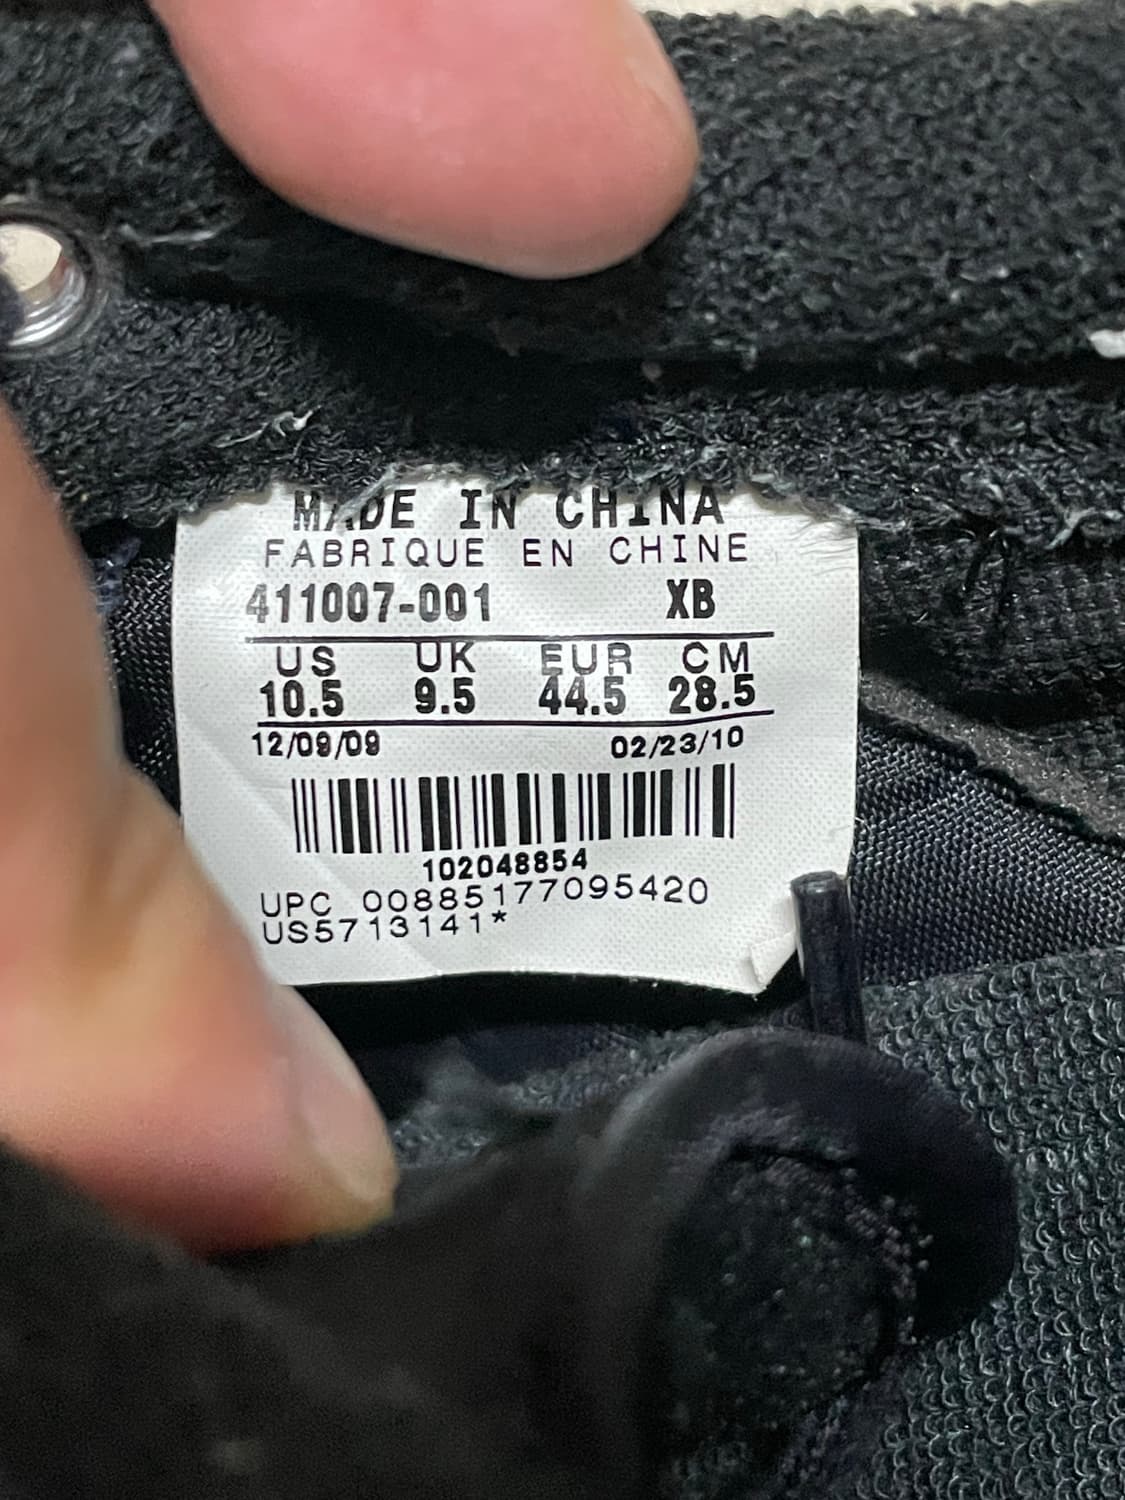 MADE IN CHINA
FABRIQUE EN CHINE
411007-001 XB
US UK EUR CM
10.5 9.5 44.5 28.5
12/09/09 02/23/10
102048854
UPC 00885177095420
US5713141*